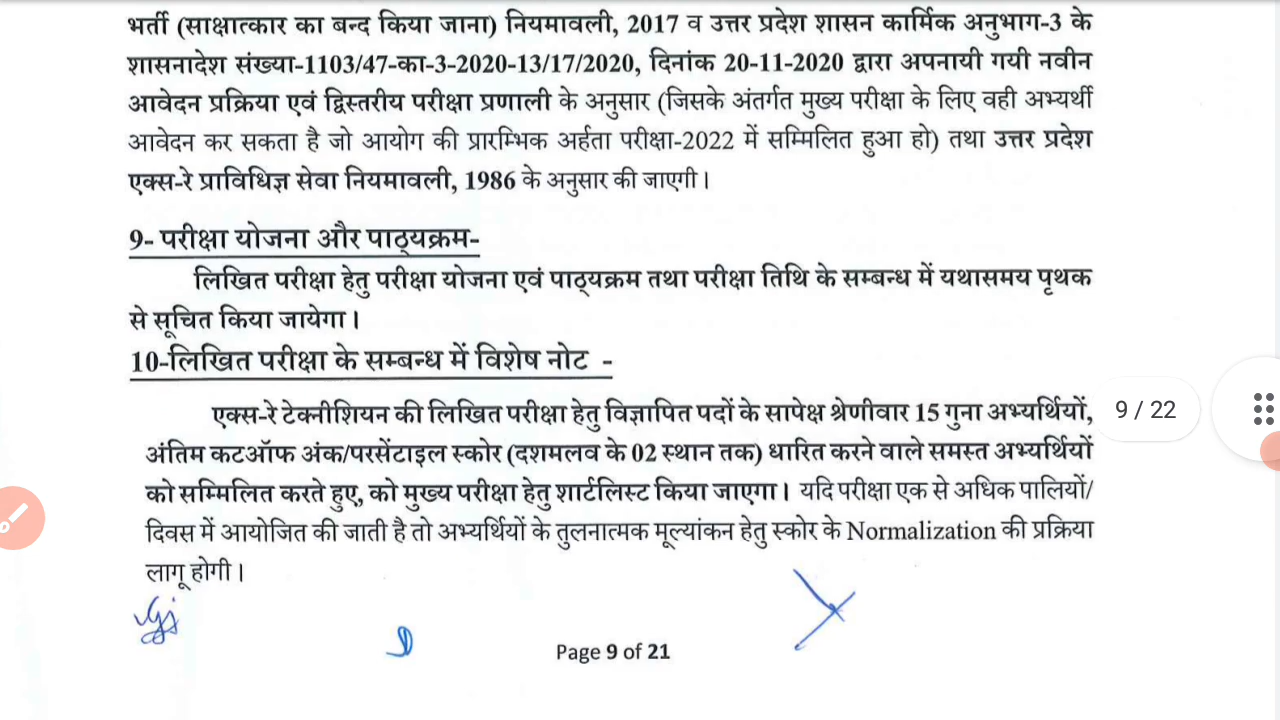 भर्ती (साक्षात्कार का बन्द किया जाना) नियमावली, 2017 व उत्तर प्रदेश शासन कार्मिक अनुभाग-3 के
शासनादेश संख्या-1103/47-का-3-2020-13/17/2020, दिनांक 20-11-2020 द्वारा अपनायी गयी नवीन
आवेदन प्रक्रिया एवं द्विस्तरीय परीक्षा प्रणाली के अनुसार (जिसके अंतर्गत मुख्य परीक्षा के लिए वही अभ्यर्थी
आवेदन कर सकता है जो आयोग की प्रारम्भिक अर्हता परीक्षा-2022 में सम्मिलित हुआ हो) तथा उत्तर प्रदेश
एक्स-रे प्राविधिज्ञ सेवा नियमावली, 1986 के अनुसार की जाएगी।
9- परीक्षा योजना और पाठ्यक्रम-
लिखित परीक्षा हेतु परीक्षा योजना एवं पाठ्यक्रम तथा परीक्षा तिथि के सम्बन्ध में यथासमय पृथक
से सूचित किया जायेगा।
10-लिखित परीक्षा के सम्बन्ध में विशेष नोट -
एक्स-रे टेक्नीशियन की लिखित परीक्षा हेतु विज्ञापित पदों के सापेक्ष श्रेणीवार 15 गुना अभ्यर्थियों,
अंतिम कटऑफ अंक/परसेंटाइल स्कोर (दशमलव के 02 स्थान तक) धारित करने वाले समस्त अभ्यर्थियों
को सम्मिलित करते हुए, को मुख्य परीक्षा हेतु शार्टलिस्ट किया जाएगा। यदि परीक्षा एक से अधिक पालियों/
दिवस में आयोजित की जाती है तो अभ्यर्थियों के तुलनात्मक मूल्यांकन हेतु स्कोर के Normalization की प्रक्रिया
लागू होगी।
9 / 22
Page 9 of 21